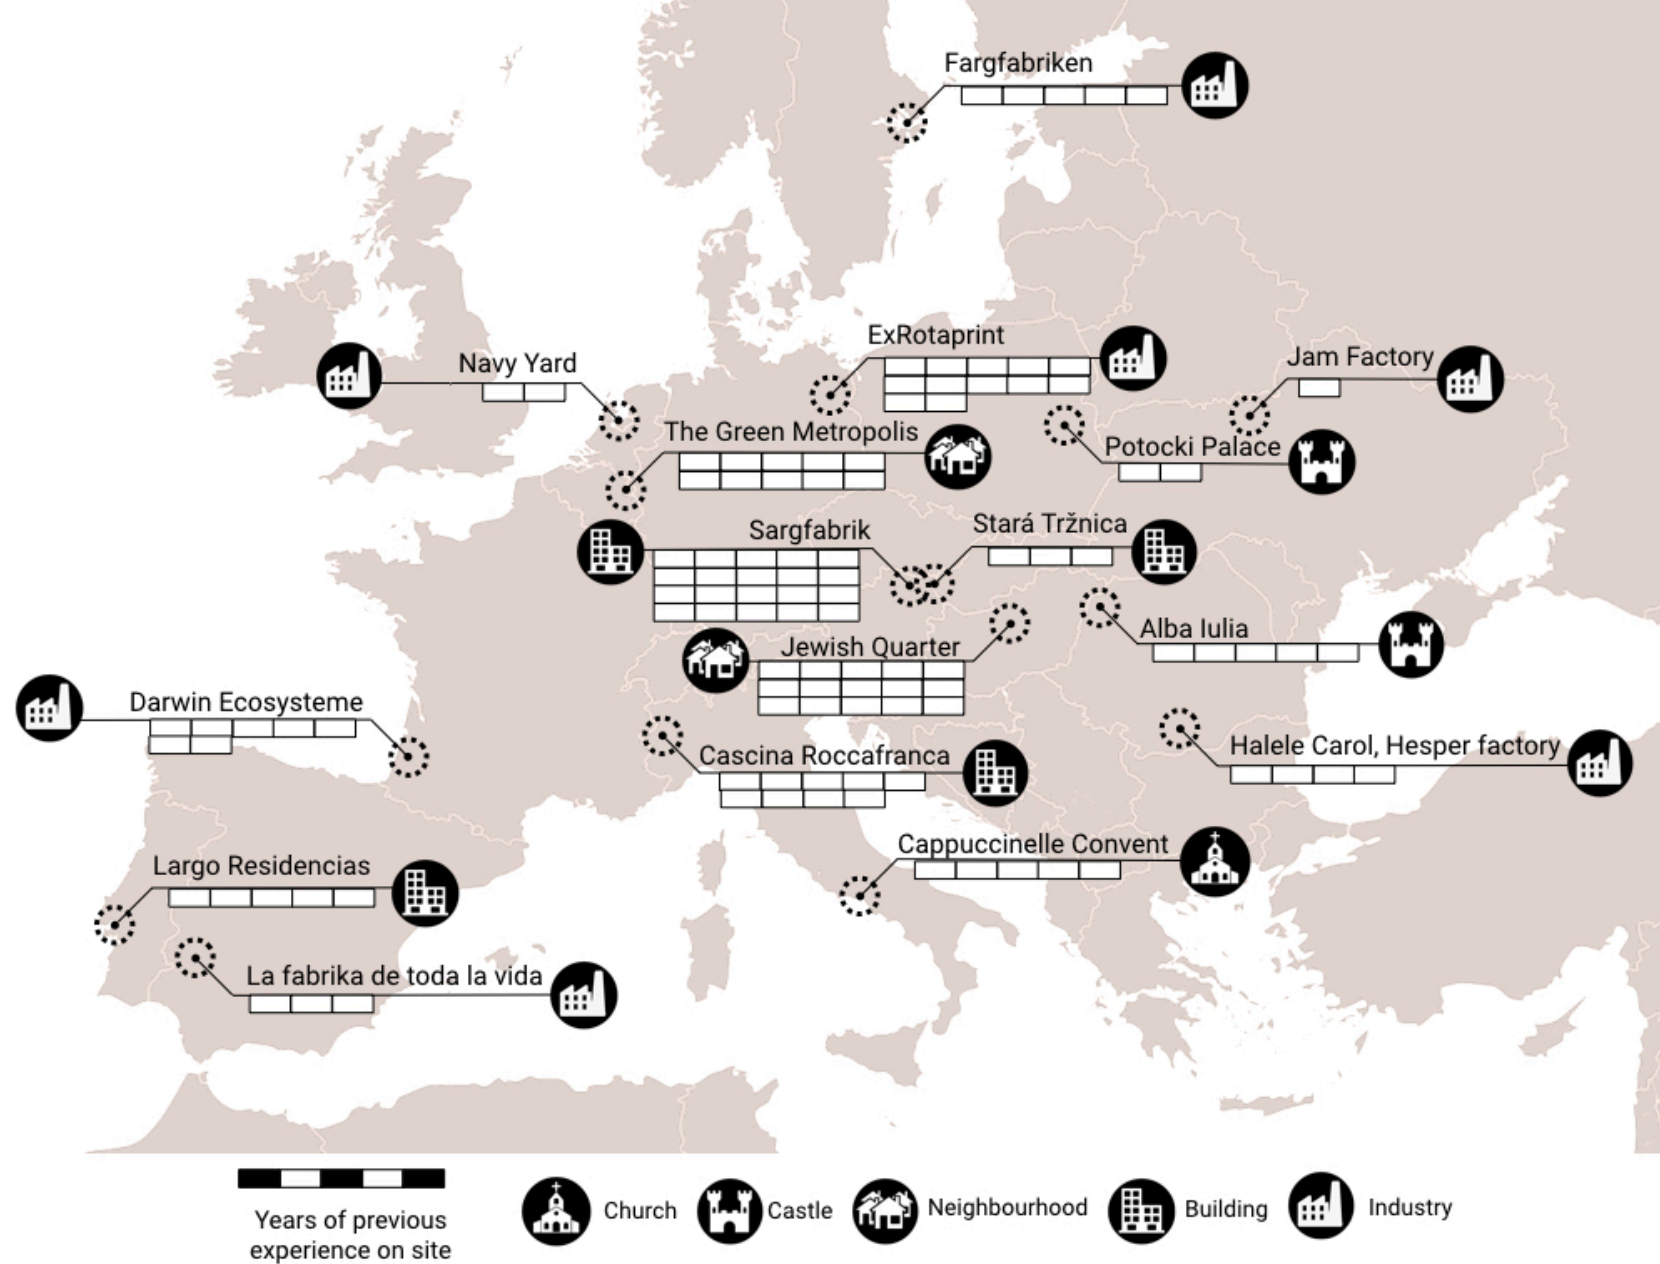 Fargfabriken
ExRotaprint
Navy Yard
Jam Factory
The Green Metropolis
Potocki Palace
Sargfabrik
Stará Tržnica
Alba Iulia
Jewish Quarter
Darwin Ecosysteme
Halele Carol, Hesper factory
Cascina Roccafranca
Cappuccinelle Convent
Largo Residencias
La fabrika de toda la vida
Years of previous
experience on site
Church
Castle
Neighbourhood
Building
Industry